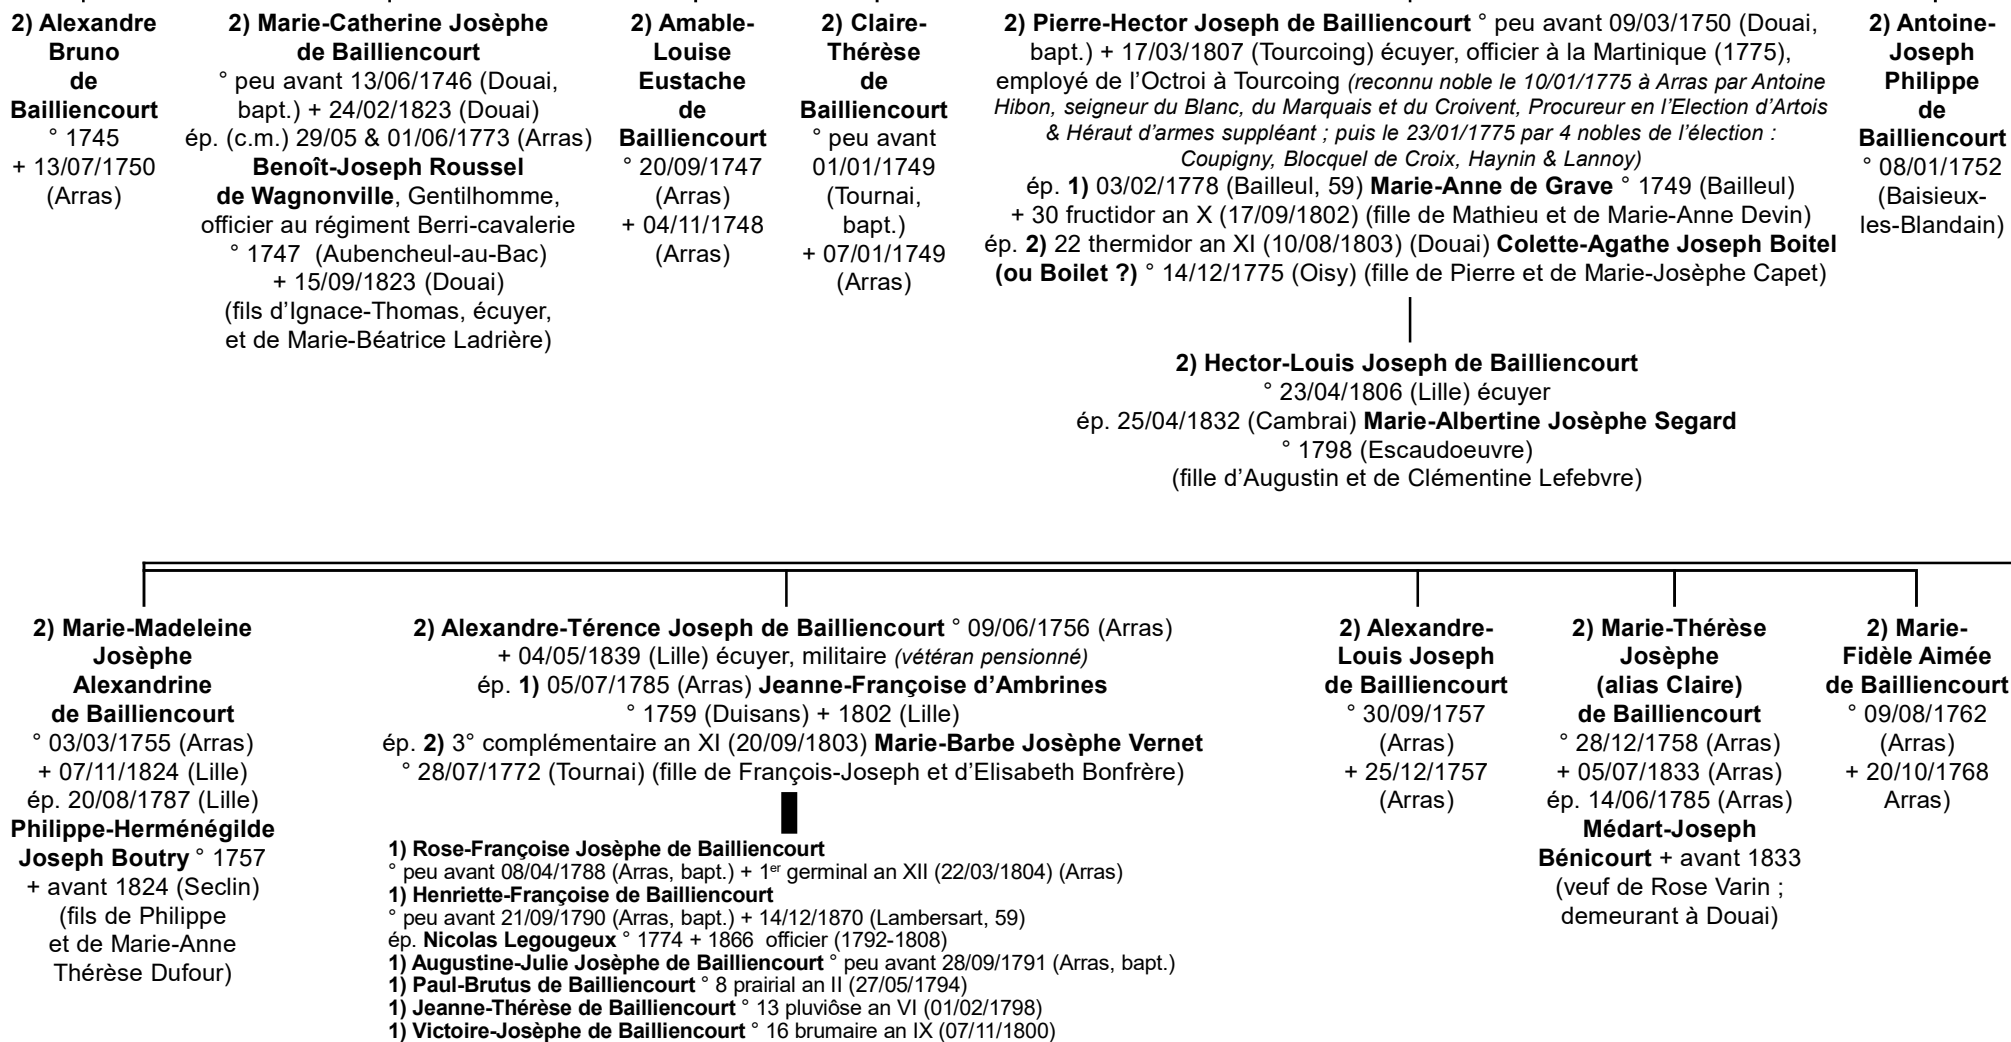 2) Alexandre
Bruno
de
Bailliencourt
° 1745
+ 13/07/1750
(Arras)
2) Marie-Catherine Josèphe
de Bailliencourt
° peu avant 13/06/1746 (Douai,
bapt.) + 24/02/1823 (Douai)
ép. (c.m.) 29/05 & 01/06/1773 (Arras)
Benoît-Joseph Roussel
de Wagnonville, Gentilhomme,
officier au régiment Berri-cavalerie
° 1747 (Aubencheul-au-Bac)
+ 15/09/1823 (Douai)
(fils d’Ignace-Thomas, écuyer,
et de Marie-Béatrice Ladrière)
2) Amable-
Louise
Eustache
de
Bailliencourt
° 20/09/1747
(Arras)
+ 04/11/1748
(Arras)
2) Claire-
Thérèse
de
Bailliencourt
° peu avant
01/01/1749
(Tournai,
bapt.)
+ 07/01/1749
(Arras)
2) Pierre-Hector Joseph de Bailliencourt ° peu avant 09/03/1750 (Douai,
bapt.) + 17/03/1807 (Tourcoing) écuyer, officier à la Martinique (1775),
employé de l’Octroi à Tourcoing (reconnu noble le 10/01/1775 à Arras par Antoine
Hibon, seigneur du Blanc, du Marquais et du Croivent, Procureur en l’Election d’Artois
& Héraut d’armes suppléant ; puis le 23/01/1775 par 4 nobles de l’élection :
Coupigny, Blocquel de Croix, Haynin & Lannoy)
ép. 1) 03/02/1778 (Bailleul, 59) Marie-Anne de Grave ° 1749 (Bailleul)
+ 30 fructidor an X (17/09/1802) (fille de Mathieu et de Marie-Anne Devin)
ép. 2) 22 thermidor an XI (10/08/1803) (Douai) Colette-Agathe Joseph Boitel
(ou Boilet ?) ° 14/12/1775 (Oisy) (fille de Pierre et de Marie-Josèphe Capet)
2) Antoine-
Joseph
Philippe
de
Bailliencourt
° 08/01/1752
(Baisieux-
les-Blandain)
2) Hector-Louis Joseph de Bailliencourt
° 23/04/1806 (Lille) écuyer
ép. 25/04/1832 (Cambrai) Marie-Albertine Josèphe Segard
° 1798 (Escaudoeuvre)
(fille d’Augustin et de Clémentine Lefebvre)
2) Marie-Madeleine
Josèphe
Alexandrine
de Bailliencourt
° 03/03/1755 (Arras)
+ 07/11/1824 (Lille)
ép. 20/08/1787 (Lille)
Philippe-Herménégilde
Joseph Boutry ° 1757
+ avant 1824 (Seclin)
(fils de Philippe
et de Marie-Anne
Thérèse Dufour)
2) Alexandre-Térence Joseph de Bailliencourt ° 09/06/1756 (Arras)
+ 04/05/1839 (Lille) écuyer, militaire (vétéran pensionné)
ép. 1) 05/07/1785 (Arras) Jeanne-Françoise d’Ambrines
° 1759 (Duisans) + 1802 (Lille)
ép. 2) 3° complémentaire an XI (20/09/1803) Marie-Barbe Josèphe Vernet
° 28/07/1772 (Tournai) (fille de François-Joseph et d’Elisabeth Bonfrère)
1) Rose-Françoise Josèphe de Bailliencourt
° peu avant 08/04/1788 (Arras, bapt.) + 1er germinal an XII (22/03/1804) (Arras)
1) Henriette-Françoise de Bailliencourt
° peu avant 21/09/1790 (Arras, bapt.) + 14/12/1870 (Lambersart, 59)
ép. Nicolas Legougeux ° 1774 + 1866 officier (1792-1808)
1) Augustine-Julie Josèphe de Bailliencourt ° peu avant 28/09/1791 (Arras, bapt.)
1) Paul-Brutus de Bailliencourt ° 8 prairial an II (27/05/1794)
1) Jeanne-Thérèse de Bailliencourt ° 13 pluviôse an VI (01/02/1798)
1) Victoire-Josèphe de Bailliencourt ° 16 brumaire an IX (07/11/1800)
2) Alexandre-
Louis Joseph
de Bailliencourt
° 30/09/1757
(Arras)
+ 25/12/1757
(Arras)
2) Marie-Thérèse
Josèphe
(alias Claire)
de Bailliencourt
° 28/12/1758 (Arras)
+ 05/07/1833 (Arras)
ép. 14/06/1785 (Arras)
Médart-Joseph
Bénicourt + avant 1833
(veuf de Rose Varin ;
demeurant à Douai)
2) Marie-
Fidèle Aimée
de Bailliencourt
° 09/08/1762
(Arras)
+ 20/10/1768
Arras)